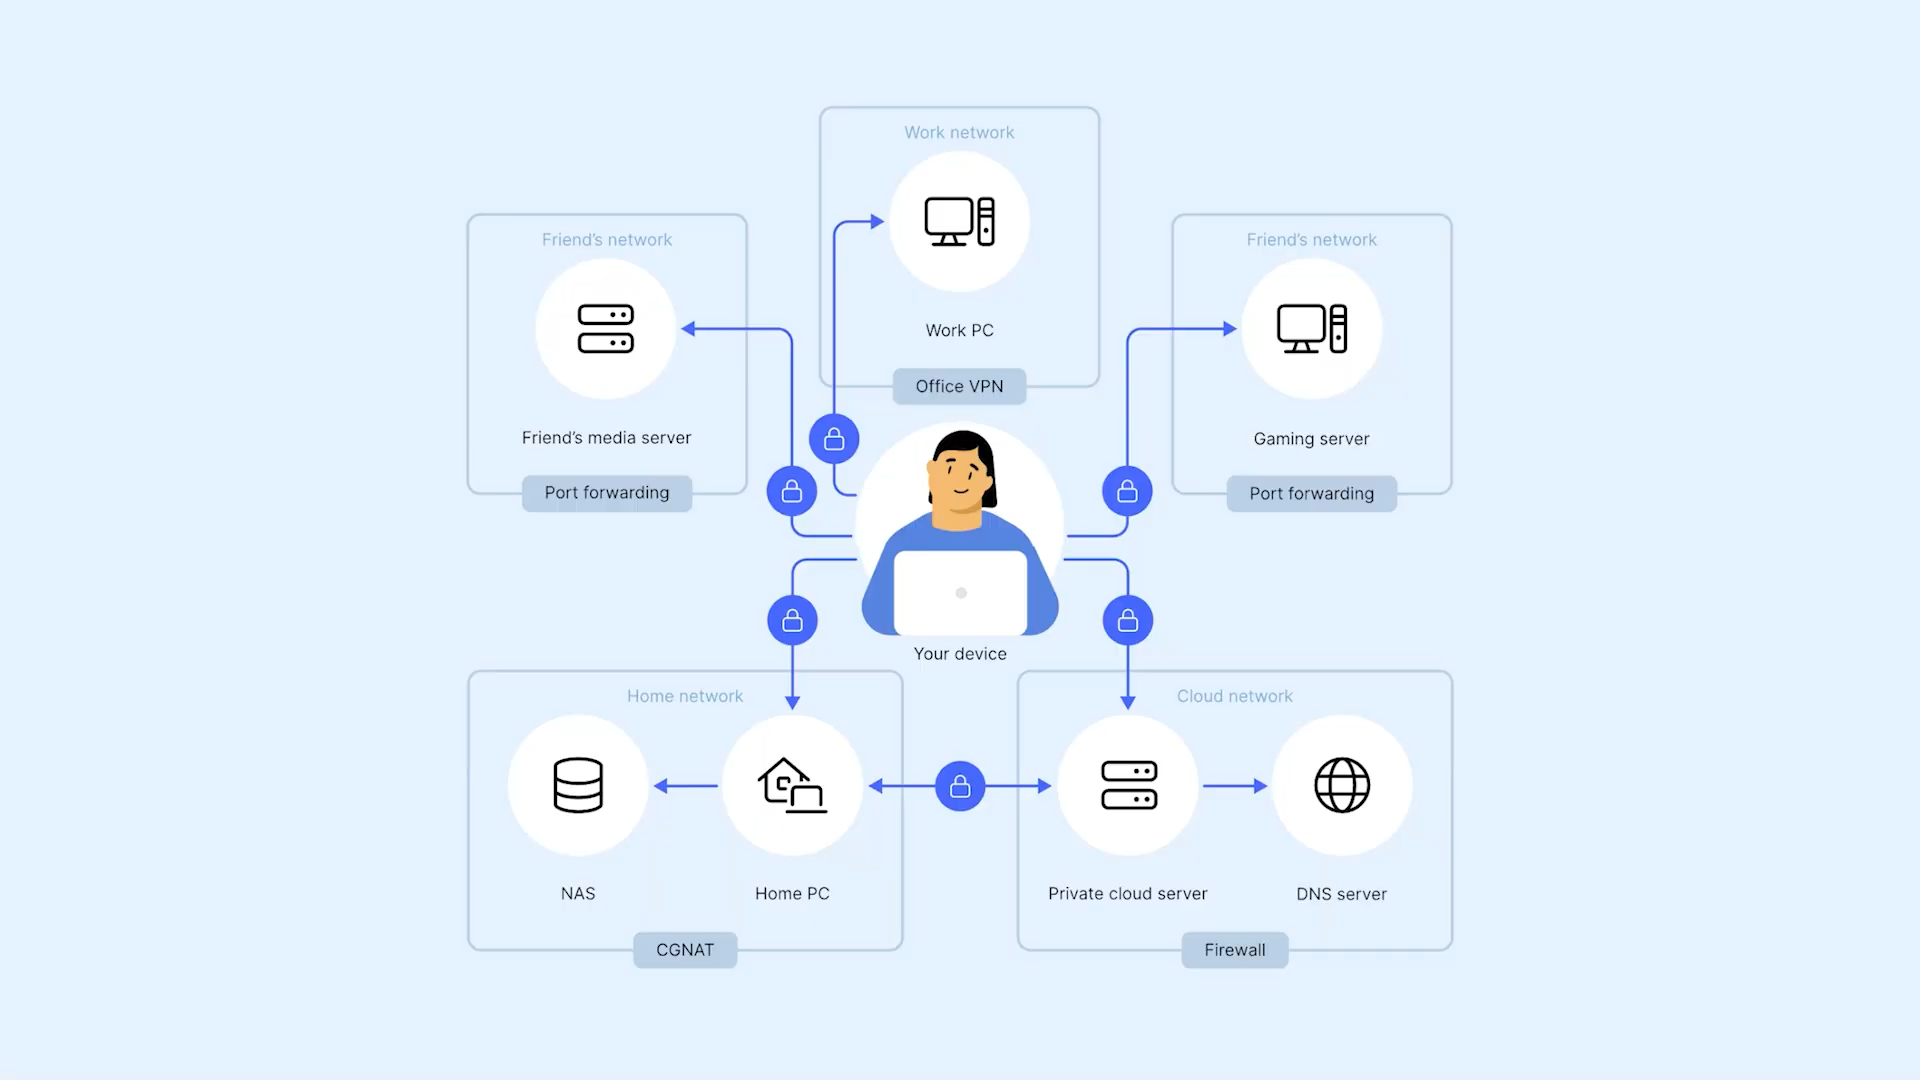 Work network
Work PC
Office VPN
Friend’s network
Friend’s media server
Port forwarding
Friend’s network
Gaming server
Port forwarding
Your device
Home network
NAS
Home PC
CGNAT
Cloud network
Private cloud server
DNS server
Firewall